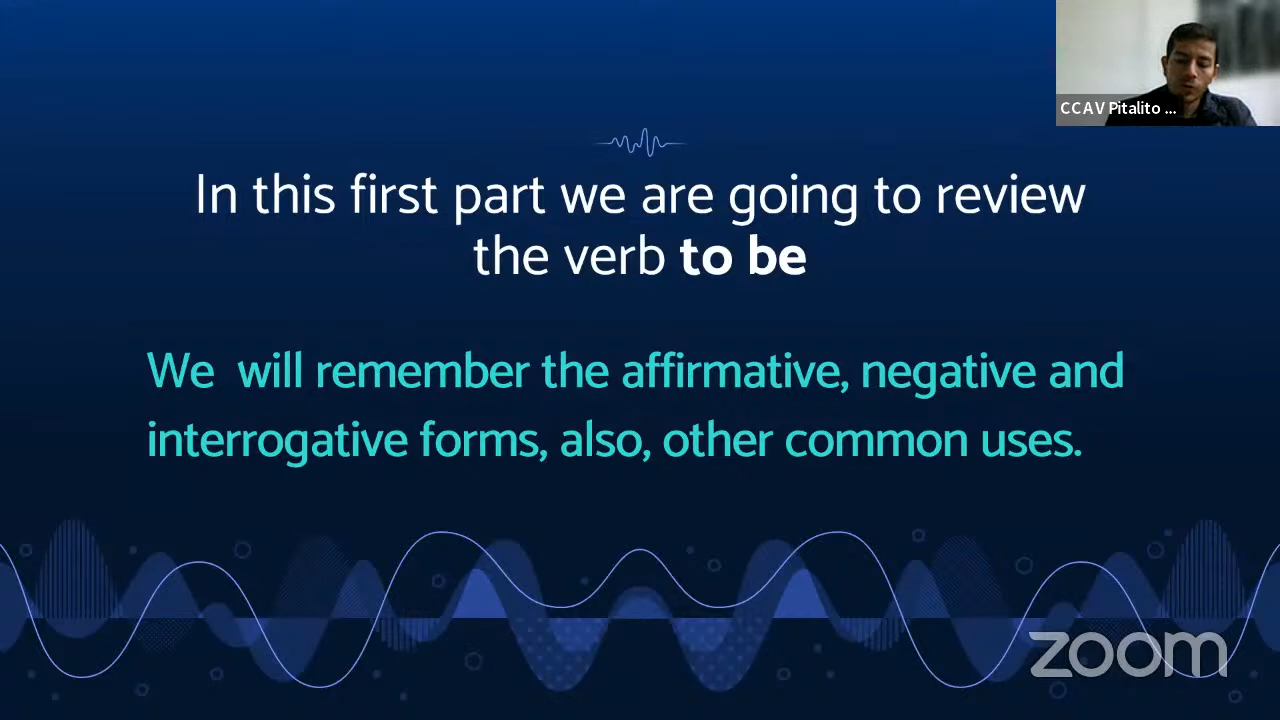 CCAV Pitalito ...
In this first part we are going to review
the verb to be
We will remember the affirmative, negative and
interrogative forms, also, other common uses.
zoom